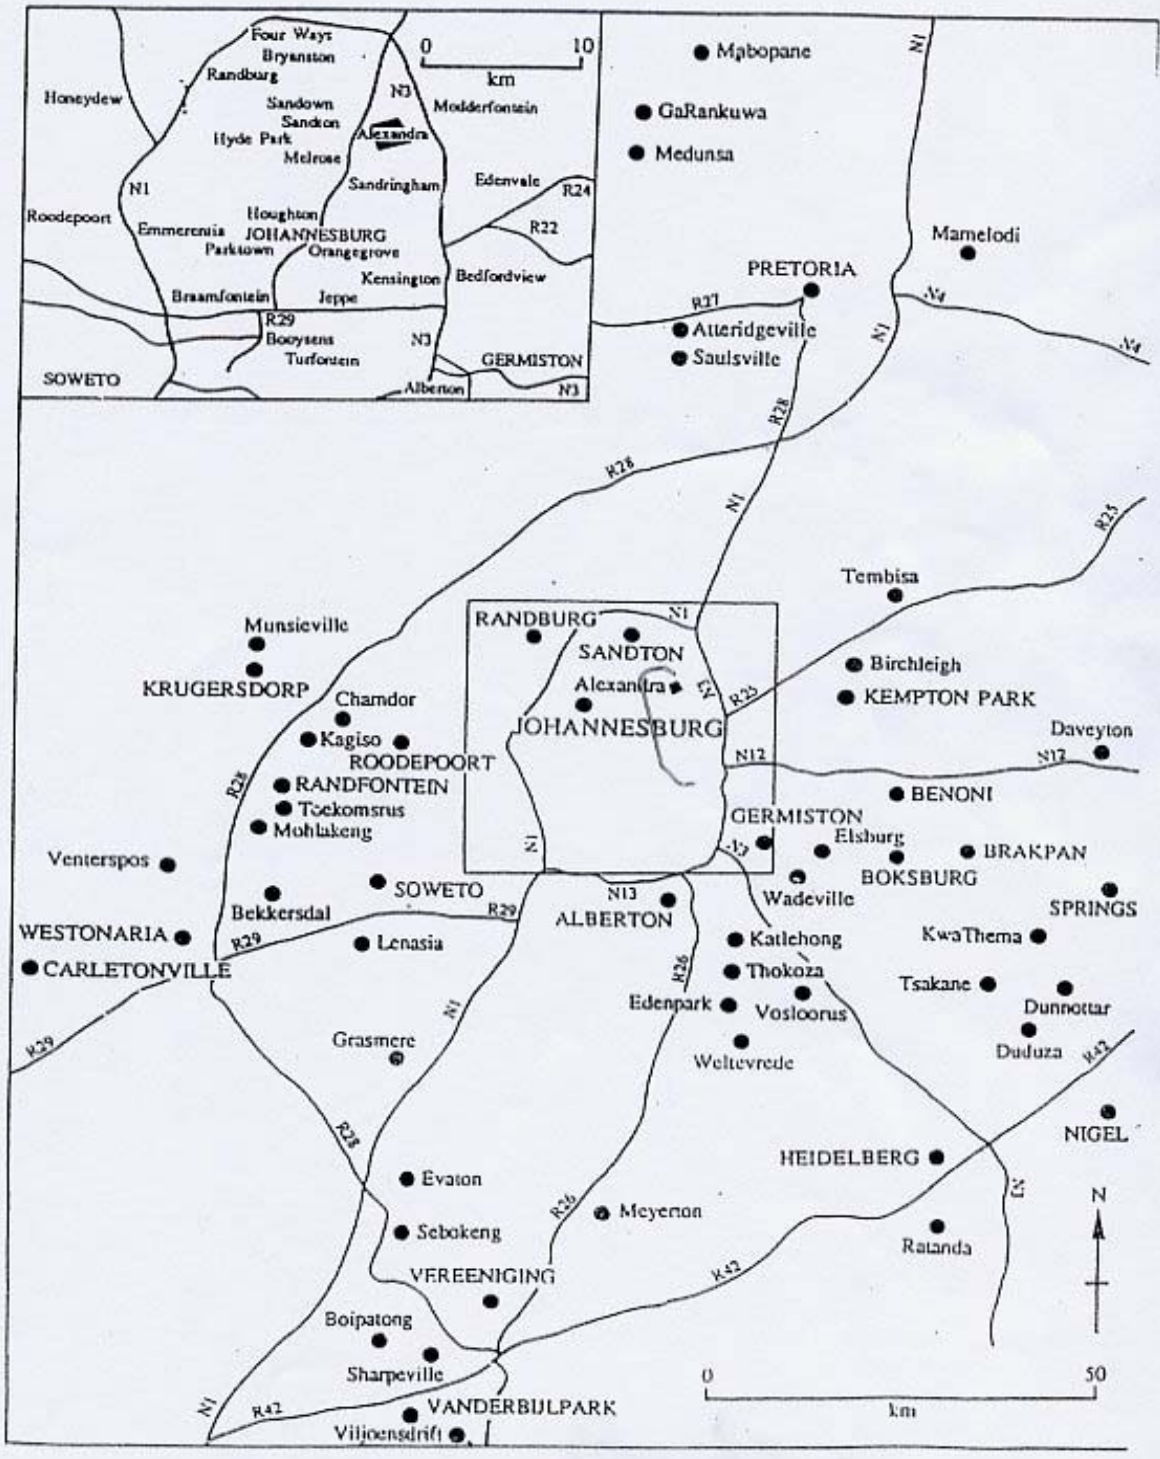 Four Ways
Bryanston
Randburg
Honeydew
Sandown
Sandton
Hyde Park
Melrose
N3
Alexandra
Modderfontein
0 10
km
N1
Sandringham
Edenvale
R24
R22
Roodepoort
Emmerentia
Houghton
JOHANNESBURG
Parktown
Orangegrove
Kensington
Bedfordview
Braamfontein
Jeppe
R29
Booysens
Turfontein
N3
SOWETO
Alberton
GERMISTON
N3
Mabopane
N1
GaRankuwa
Medunsa
Mamelodi
PRETORIA
R27
N4
N4
Atteridgeville
Saulsville
N1
R28
R28
N1
R25
Tembisa
Munsieville
KRUGERSDORP
RANDBURG
N1
SANDTON
Alexandra
N3
R25
JOHANNESBURG
Birchleigh
KEMPTON PARK
Chamdor
Kagiso
ROODEPOORT
RANDFONTEIN
Toekomsrus
Mohlakeng
R28
Daveyton
N12
N12
BENONI
GERMISTON
Elsburg
BRAKPAN
BOKSBURG
N1
N3
Wadeville
Venterspos
SOWETO
Bekkersdal
N13
ALBERTON
SPRINGS
WESTONARIA
R29
R29
Lenasia
Katlehong
KwaThema
CARLETONVILLE
R26
Thokoza
Tsakane
Edenpark
Vosloorus
Dunnottar
R29
Grasmere
N1
Weltevrede
Duduza
R42
R28
NIGEL
HEIDELBERG
Evaton
R26
Meyerton
N3
N
Sebokeng
Ratanda
VEREENIGING
R42
Boipatong
Sharpeville
0 50
km
N1
R42
VANDERBIJLPARK
Viljoensdrift